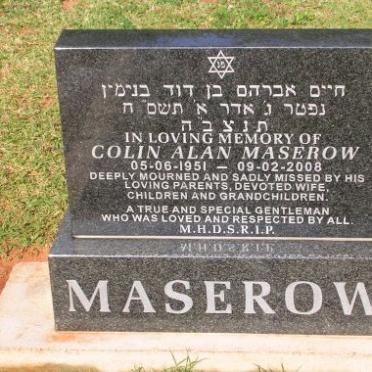 פנ
חיים אברהם בן דוד בנימין
נפטר ג אדר א תשס״ח
ת נ צ ב ה
IN LOVING MEMORY OF
COLIN ALAN MASEROW
05-06-1951 – 09-02-2008
DEEPLY MOURNED AND SADLY MISSED BY HIS
LOVING PARENTS, DEVOTED WIFE,
CHILDREN AND GRANDCHILDREN.
A TRUE AND SPECIAL GENTLEMAN
WHO WAS LOVED AND RESPECTED BY ALL.
M.H.D.S.R.I.P.
MASEROW